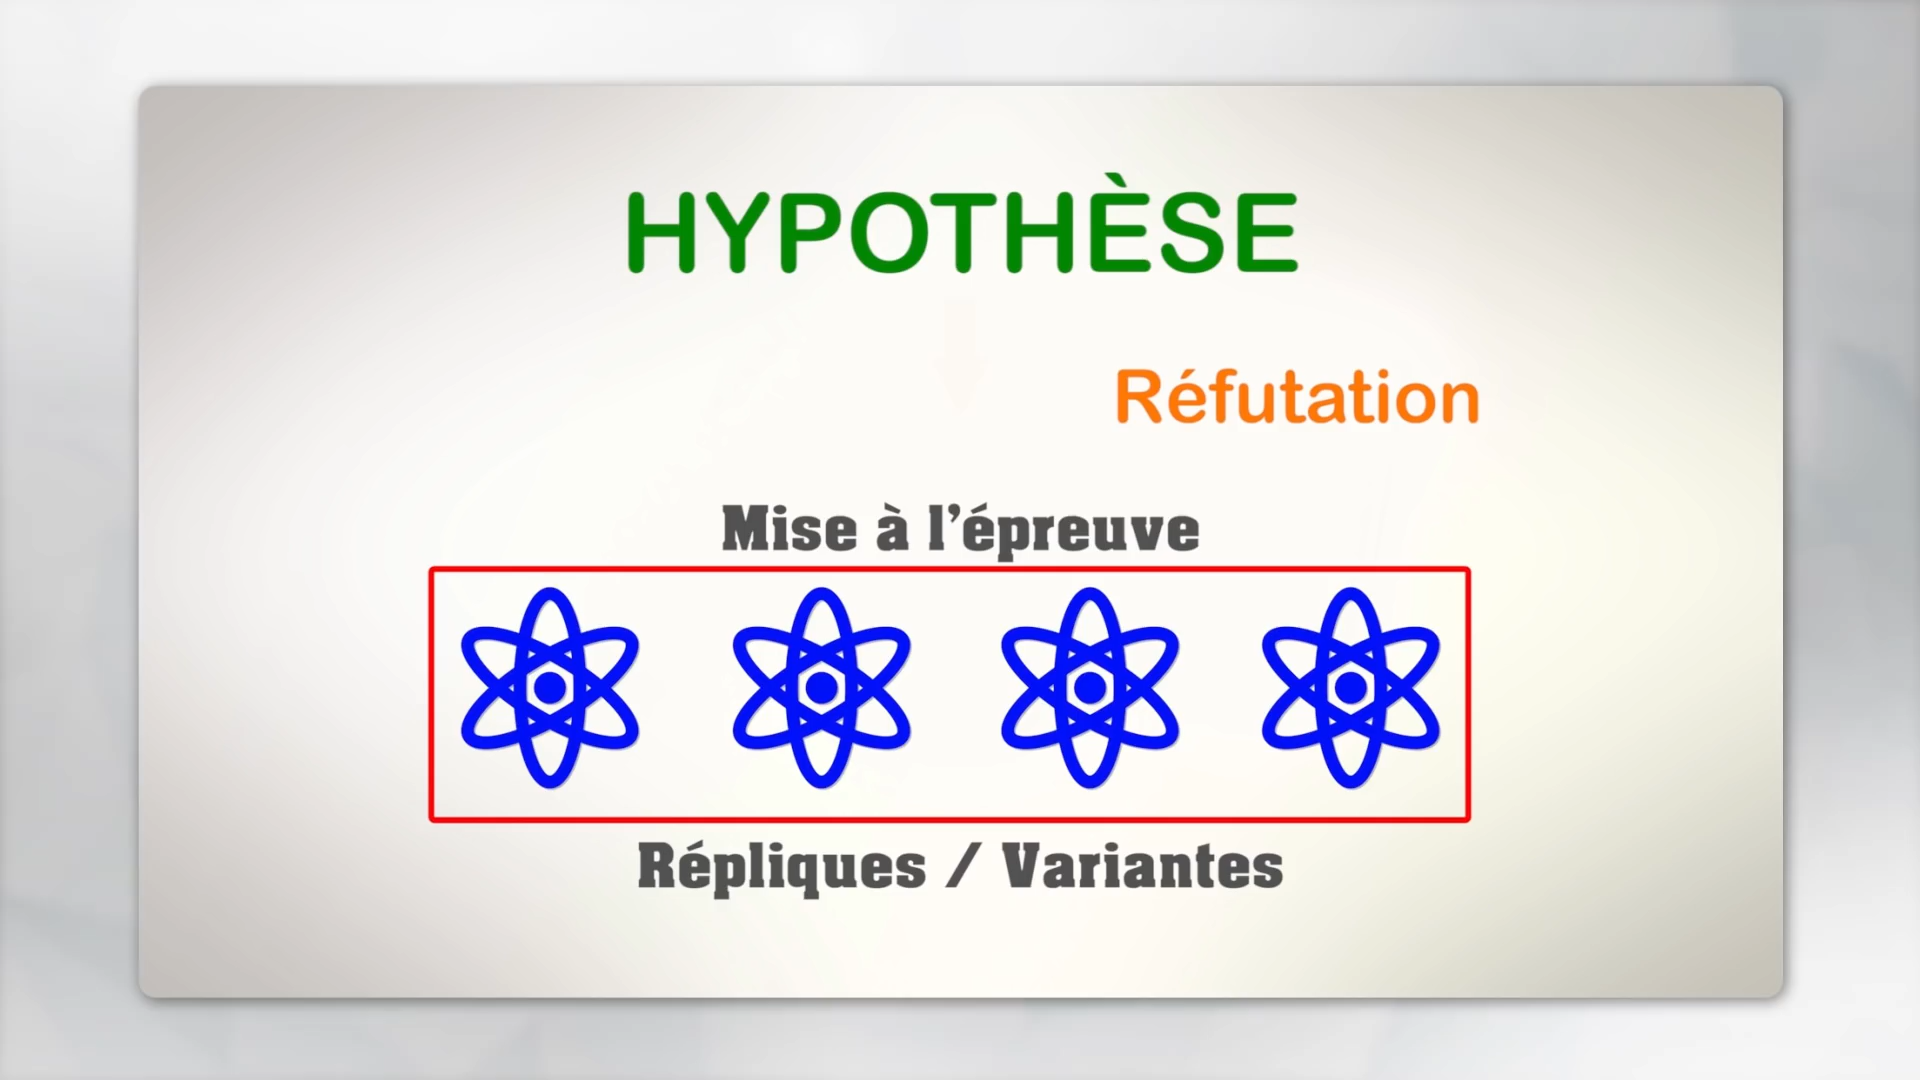 HYPOTHÈSE
Réfutation
Mise à l’épreuve
Répliques / Variantes